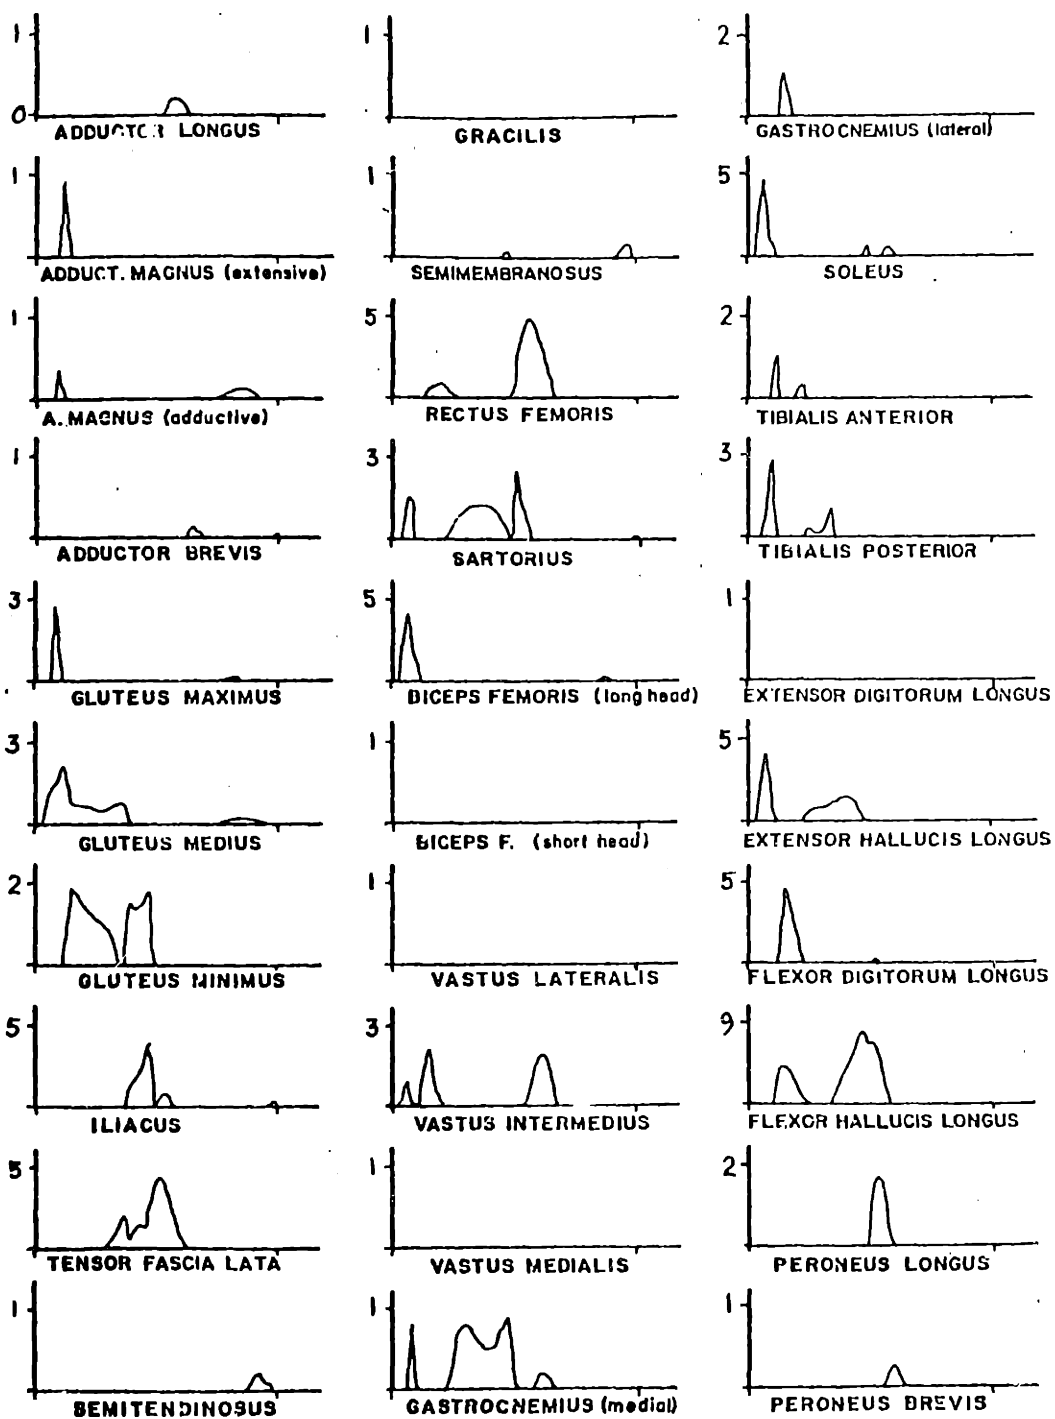 1
0
ADDUCTOR LONGUS
1
GRACILIS
2
GASTROCNEMIUS (lateral)
1
ADDUCT. MAGNUS (extensive)
1
SEMIMEMBRANOSUS
5
SOLEUS
1
A. MAGNUS (adductive)
5
RECTUS FEMORIS
2
TIBIALIS ANTERIOR
1
ADDUCTOR BREVIS
3
SARTORIUS
3
TIBIALIS POSTERIOR
3
GLUTEUS MAXIMUS
5
BICEPS FEMORIS (long head)
1
EXTENSOR DIGITORUM LONGUS
3
GLUTEUS MEDIUS
1
BICEPS F. (short head)
5
EXTENSOR HALLUCIS LONGUS
2
GLUTEUS MINIMUS
1
VASTUS LATERALIS
5
FLEXOR DIGITORUM LONGUS
5
ILIACUS
3
VASTUS INTERMEDIUS
9
FLEXOR HALLUCIS LONGUS
5
TENSOR FASCIA LATA
1
VASTUS MEDIALIS
2
PERONEUS LONGUS
1
SEMITENDINOSUS
1
GASTROCNEMIUS (medial)
1
PERONEUS BREVIS